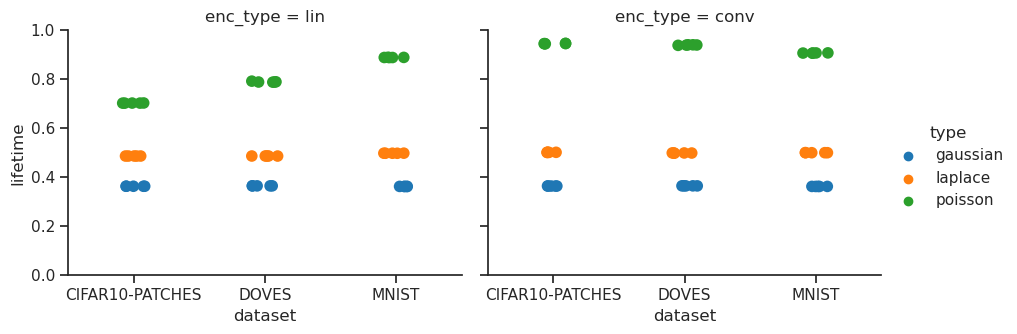 enc_type = lin
enc_type = conv
1.0
0.8
0.6
0.4
0.2
0.0
lifetime
CIFAR10-PATCHES
DOVES
MNIST
dataset
CIFAR10-PATCHES
DOVES
MNIST
dataset
type
gaussian
laplace
poisson